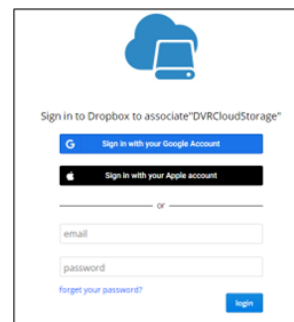 Sign in to Dropbox to associate"DVRCloudStorage"
G Sign in with your Google Account
Sign in with your Apple account
or
email
password
forget your password?
login